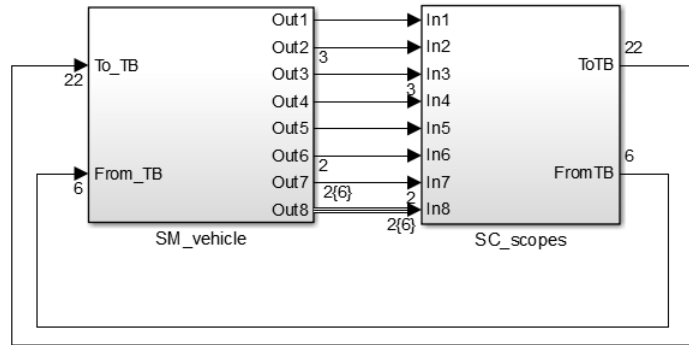 Out1
Out2
3
Out3
Out4
Out5
Out6
2
Out7
2{6}
Out8
To_TB
22
From_TB
6
SM_vehicle
In1
In2
In3
3
In4
In5
In6
In7
2
In8
2{6}
ToTB
22
FromTB
6
SC_scopes